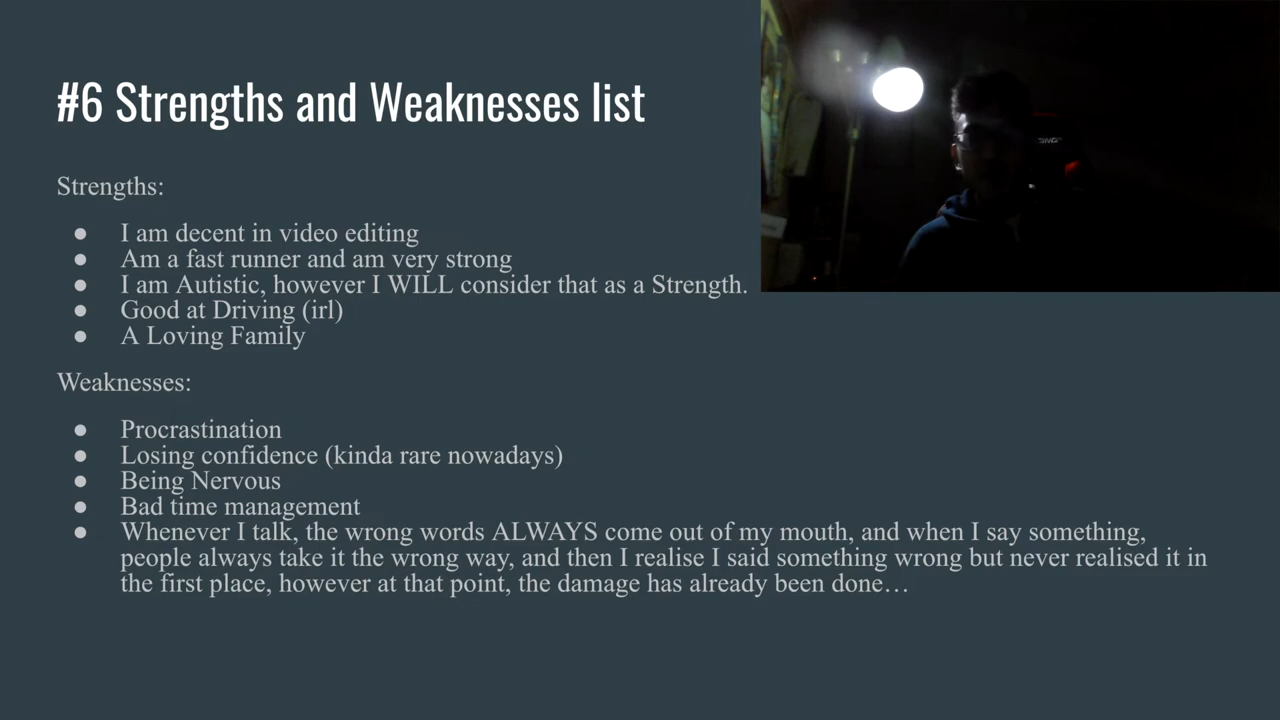 #6 Strengths and Weaknesses list
Strengths:
● I am decent in video editing
● Am a fast runner and am very strong
● I am Autistic, however I WILL consider that as a Strength.
● Good at Driving (irl)
● A Loving Family
Weaknesses:
● Procrastination
● Losing confidence (kinda rare nowadays)
● Being Nervous
● Bad time management
● Whenever I talk, the wrong words ALWAYS come out of my mouth, and when I say something,
people always take it the wrong way, and then I realise I said something wrong but never realised it in
the first place, however at that point, the damage has already been done…